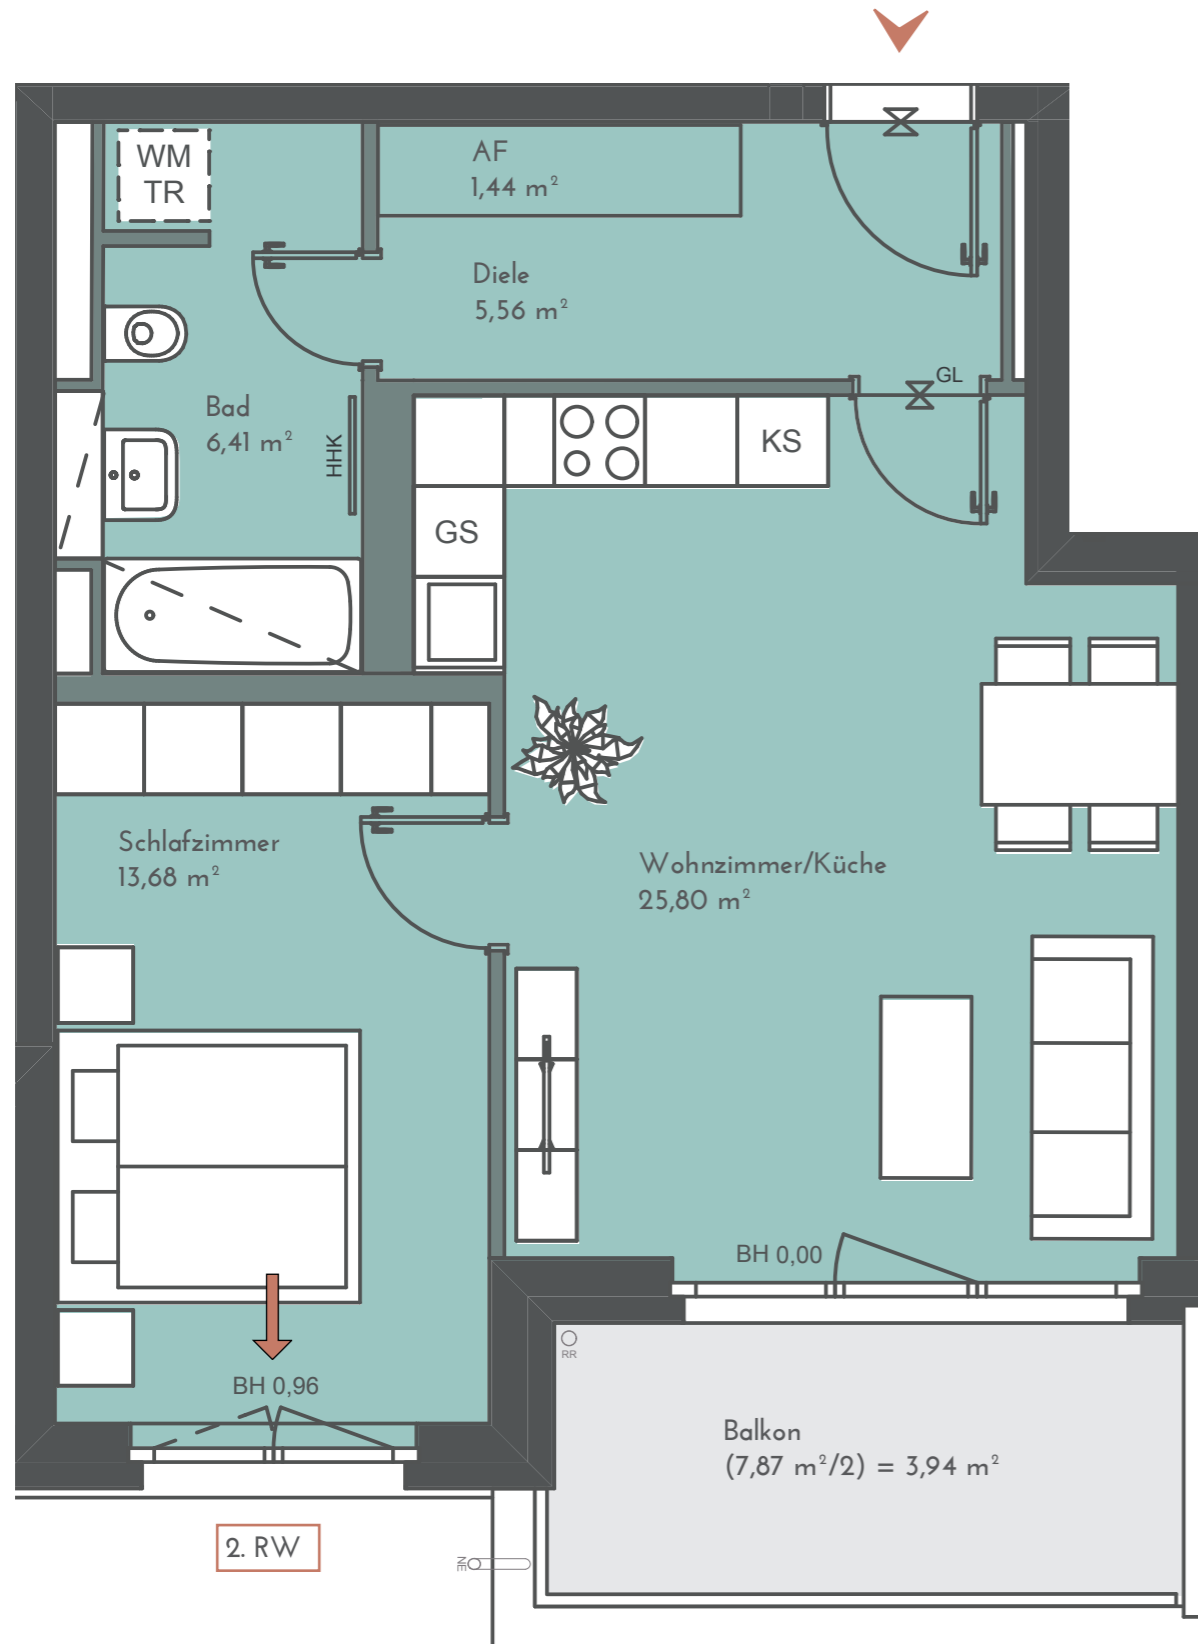 WM
TR
AF
1,44 m²
Diele
5,56 m²
GL
Bad
6,41 m²
HHK
KS
GS
Schlafzimmer
13,68 m²
Wohnzimmer/Küche
25,80 m²
BH 0,00
RR
BH 0,96
Balkon
(7,87 m²/2) = 3,94 m²
2. RW
NE